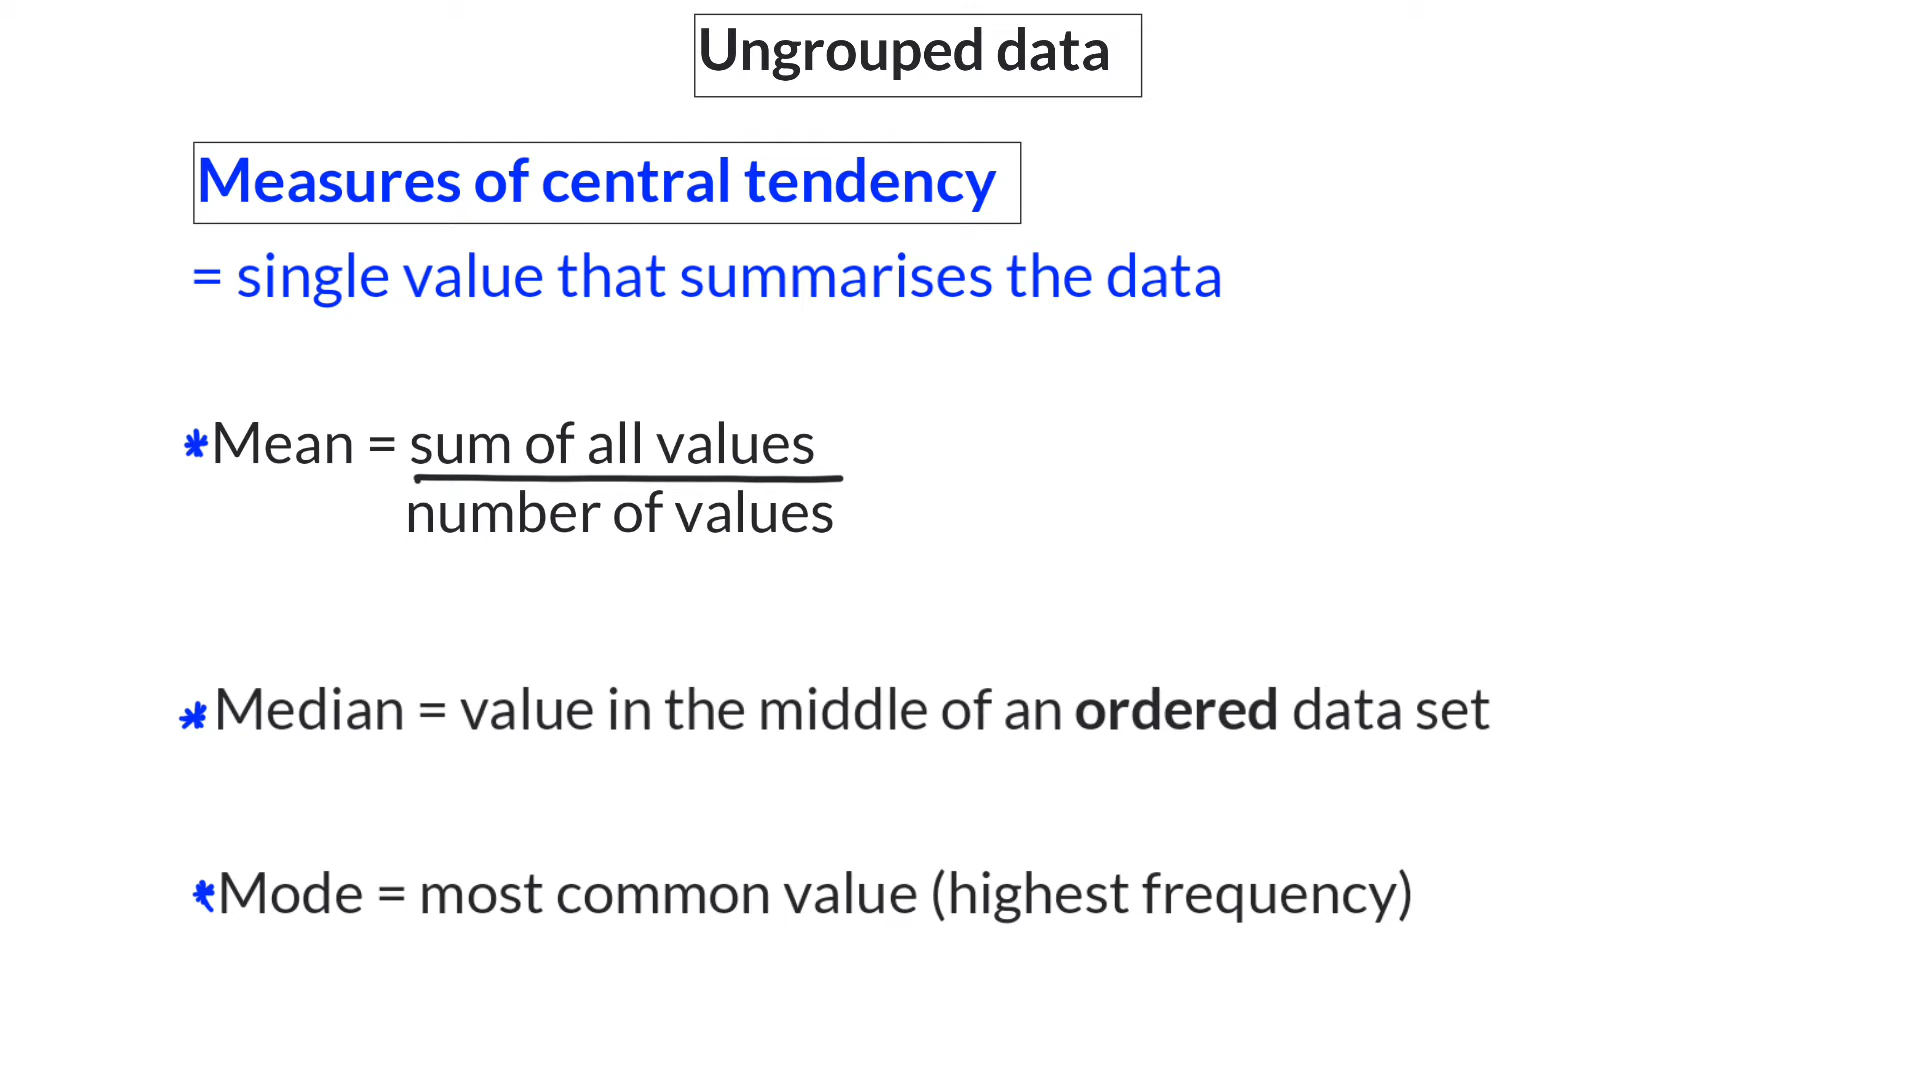 Ungrouped data
Measures of central tendency
= single value that summarises the data
*Mean = sum of all values
number of values
*Median = value in the middle of an ordered data set
*Mode = most common value (highest frequency)